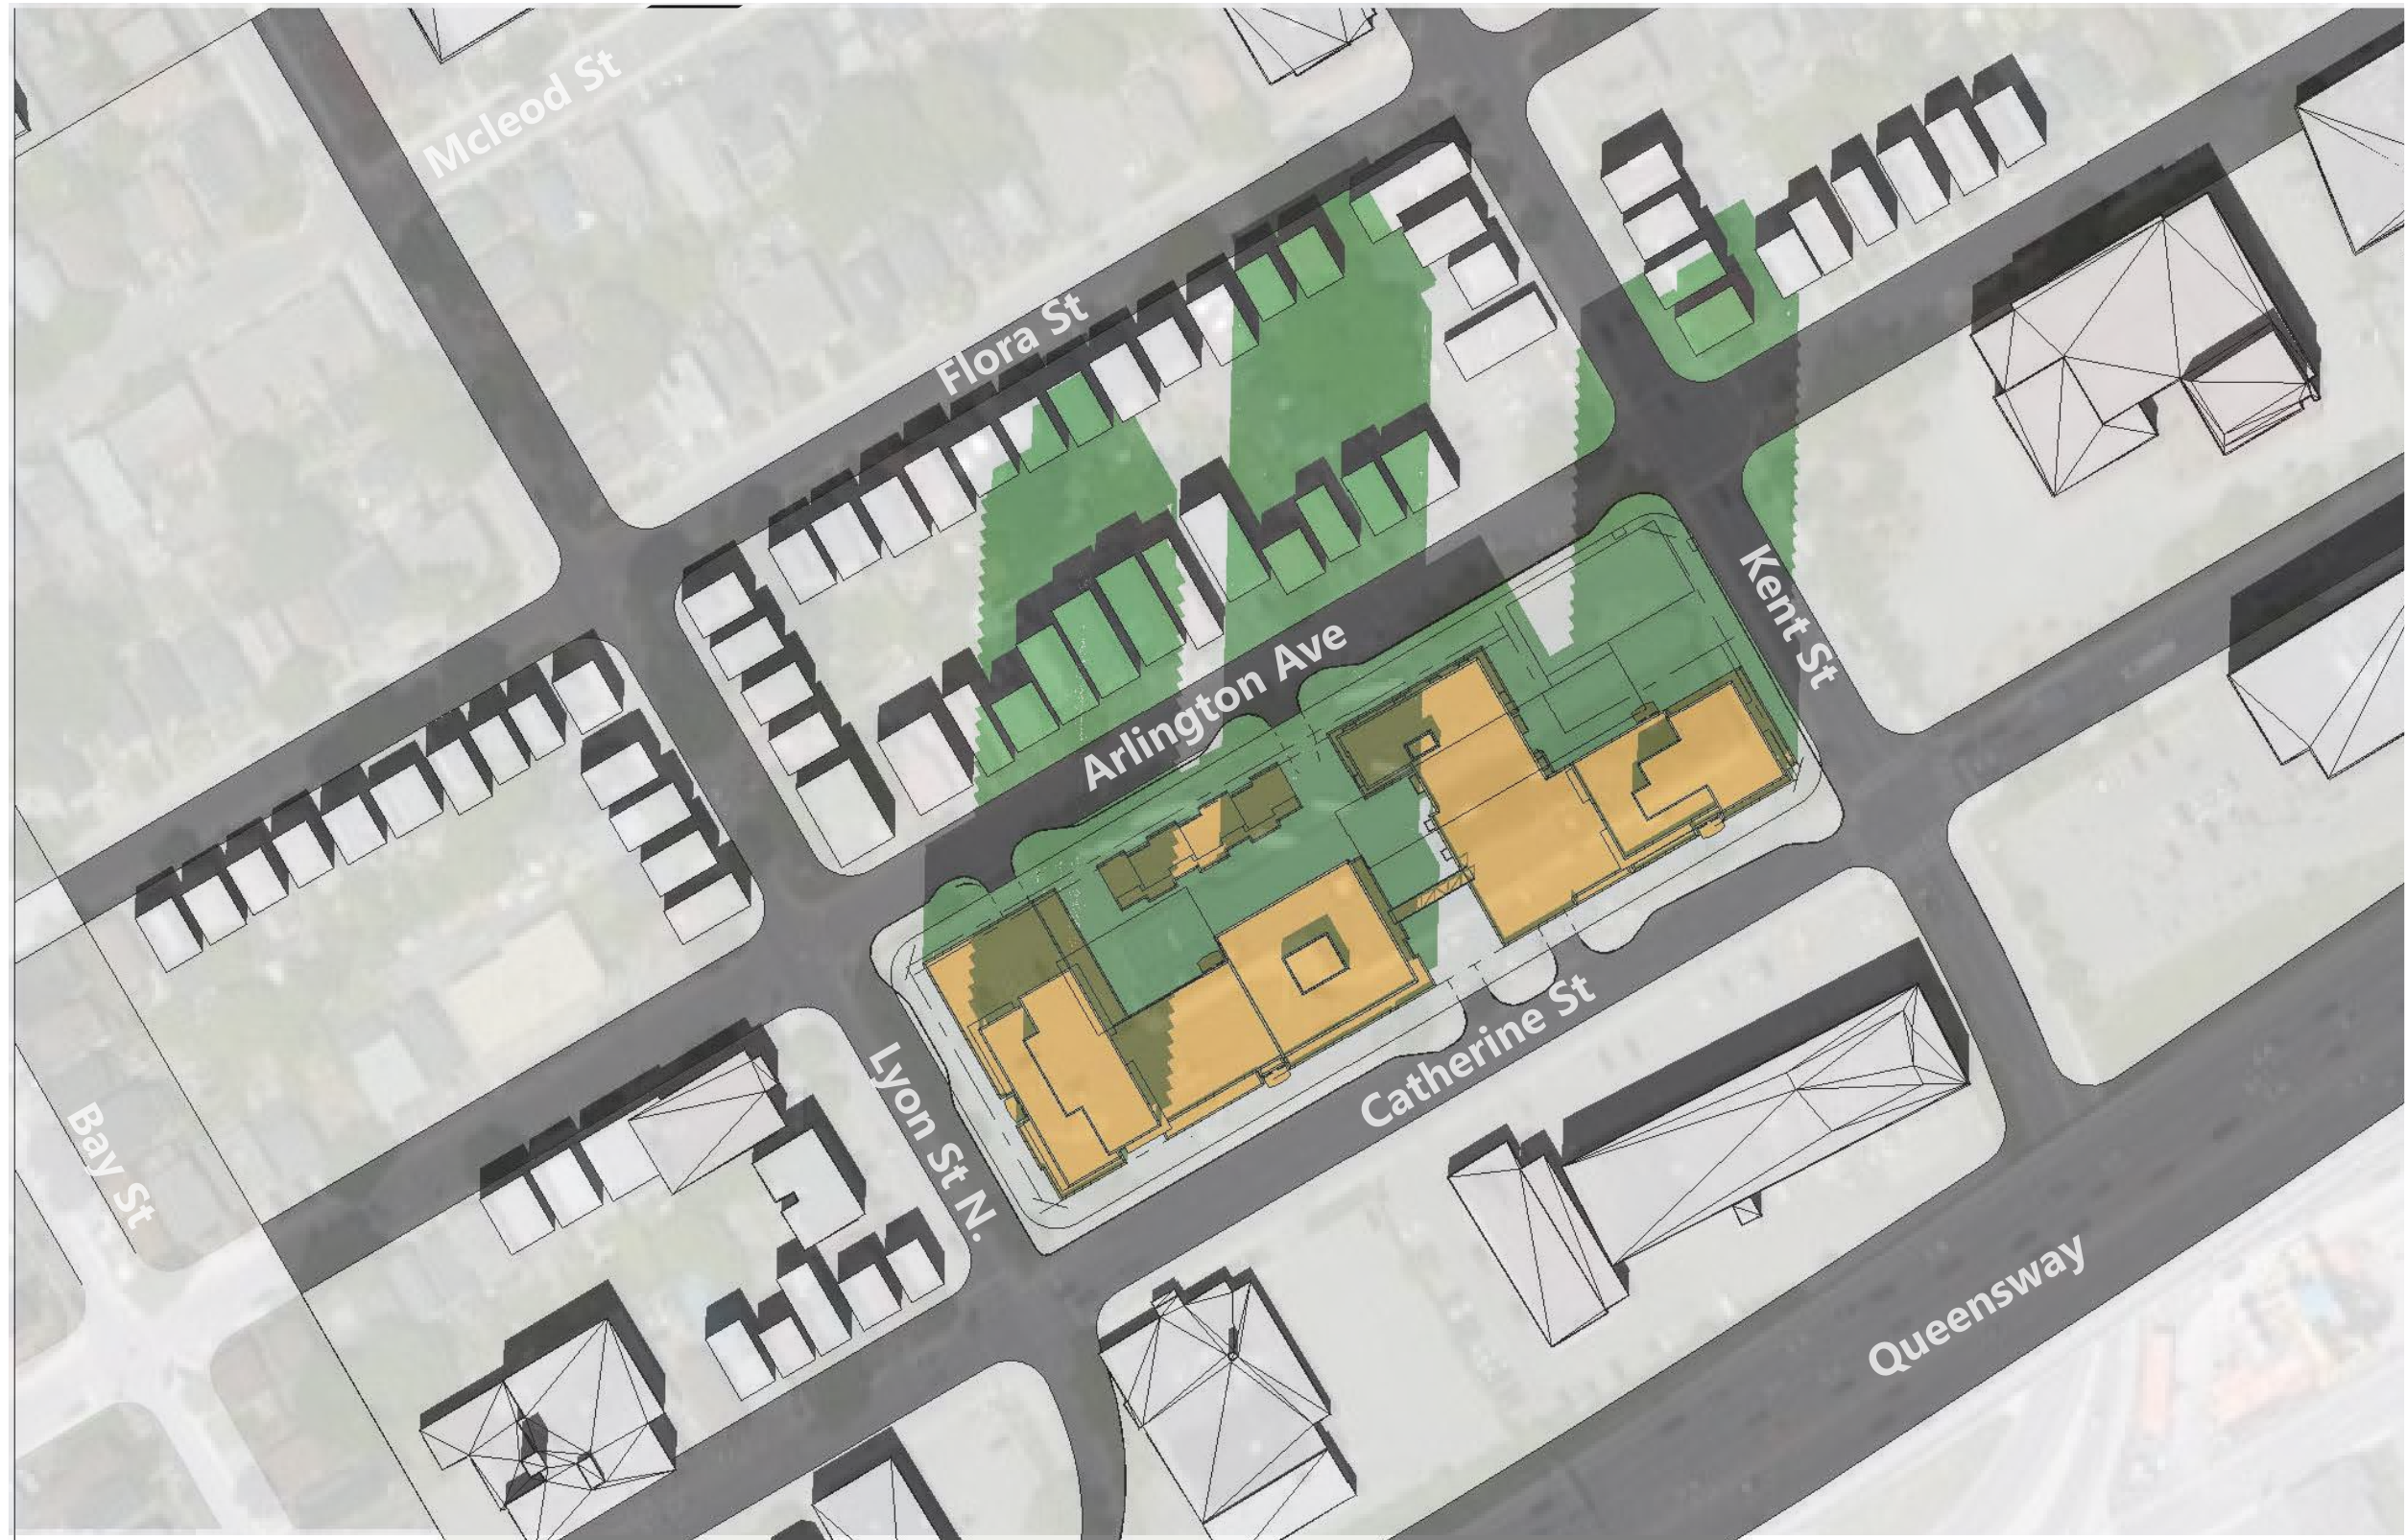 Mcleod St
Flora St
Arlington Ave
Kent St
Catherine St
Lyon St N.
Bay St
Queensway